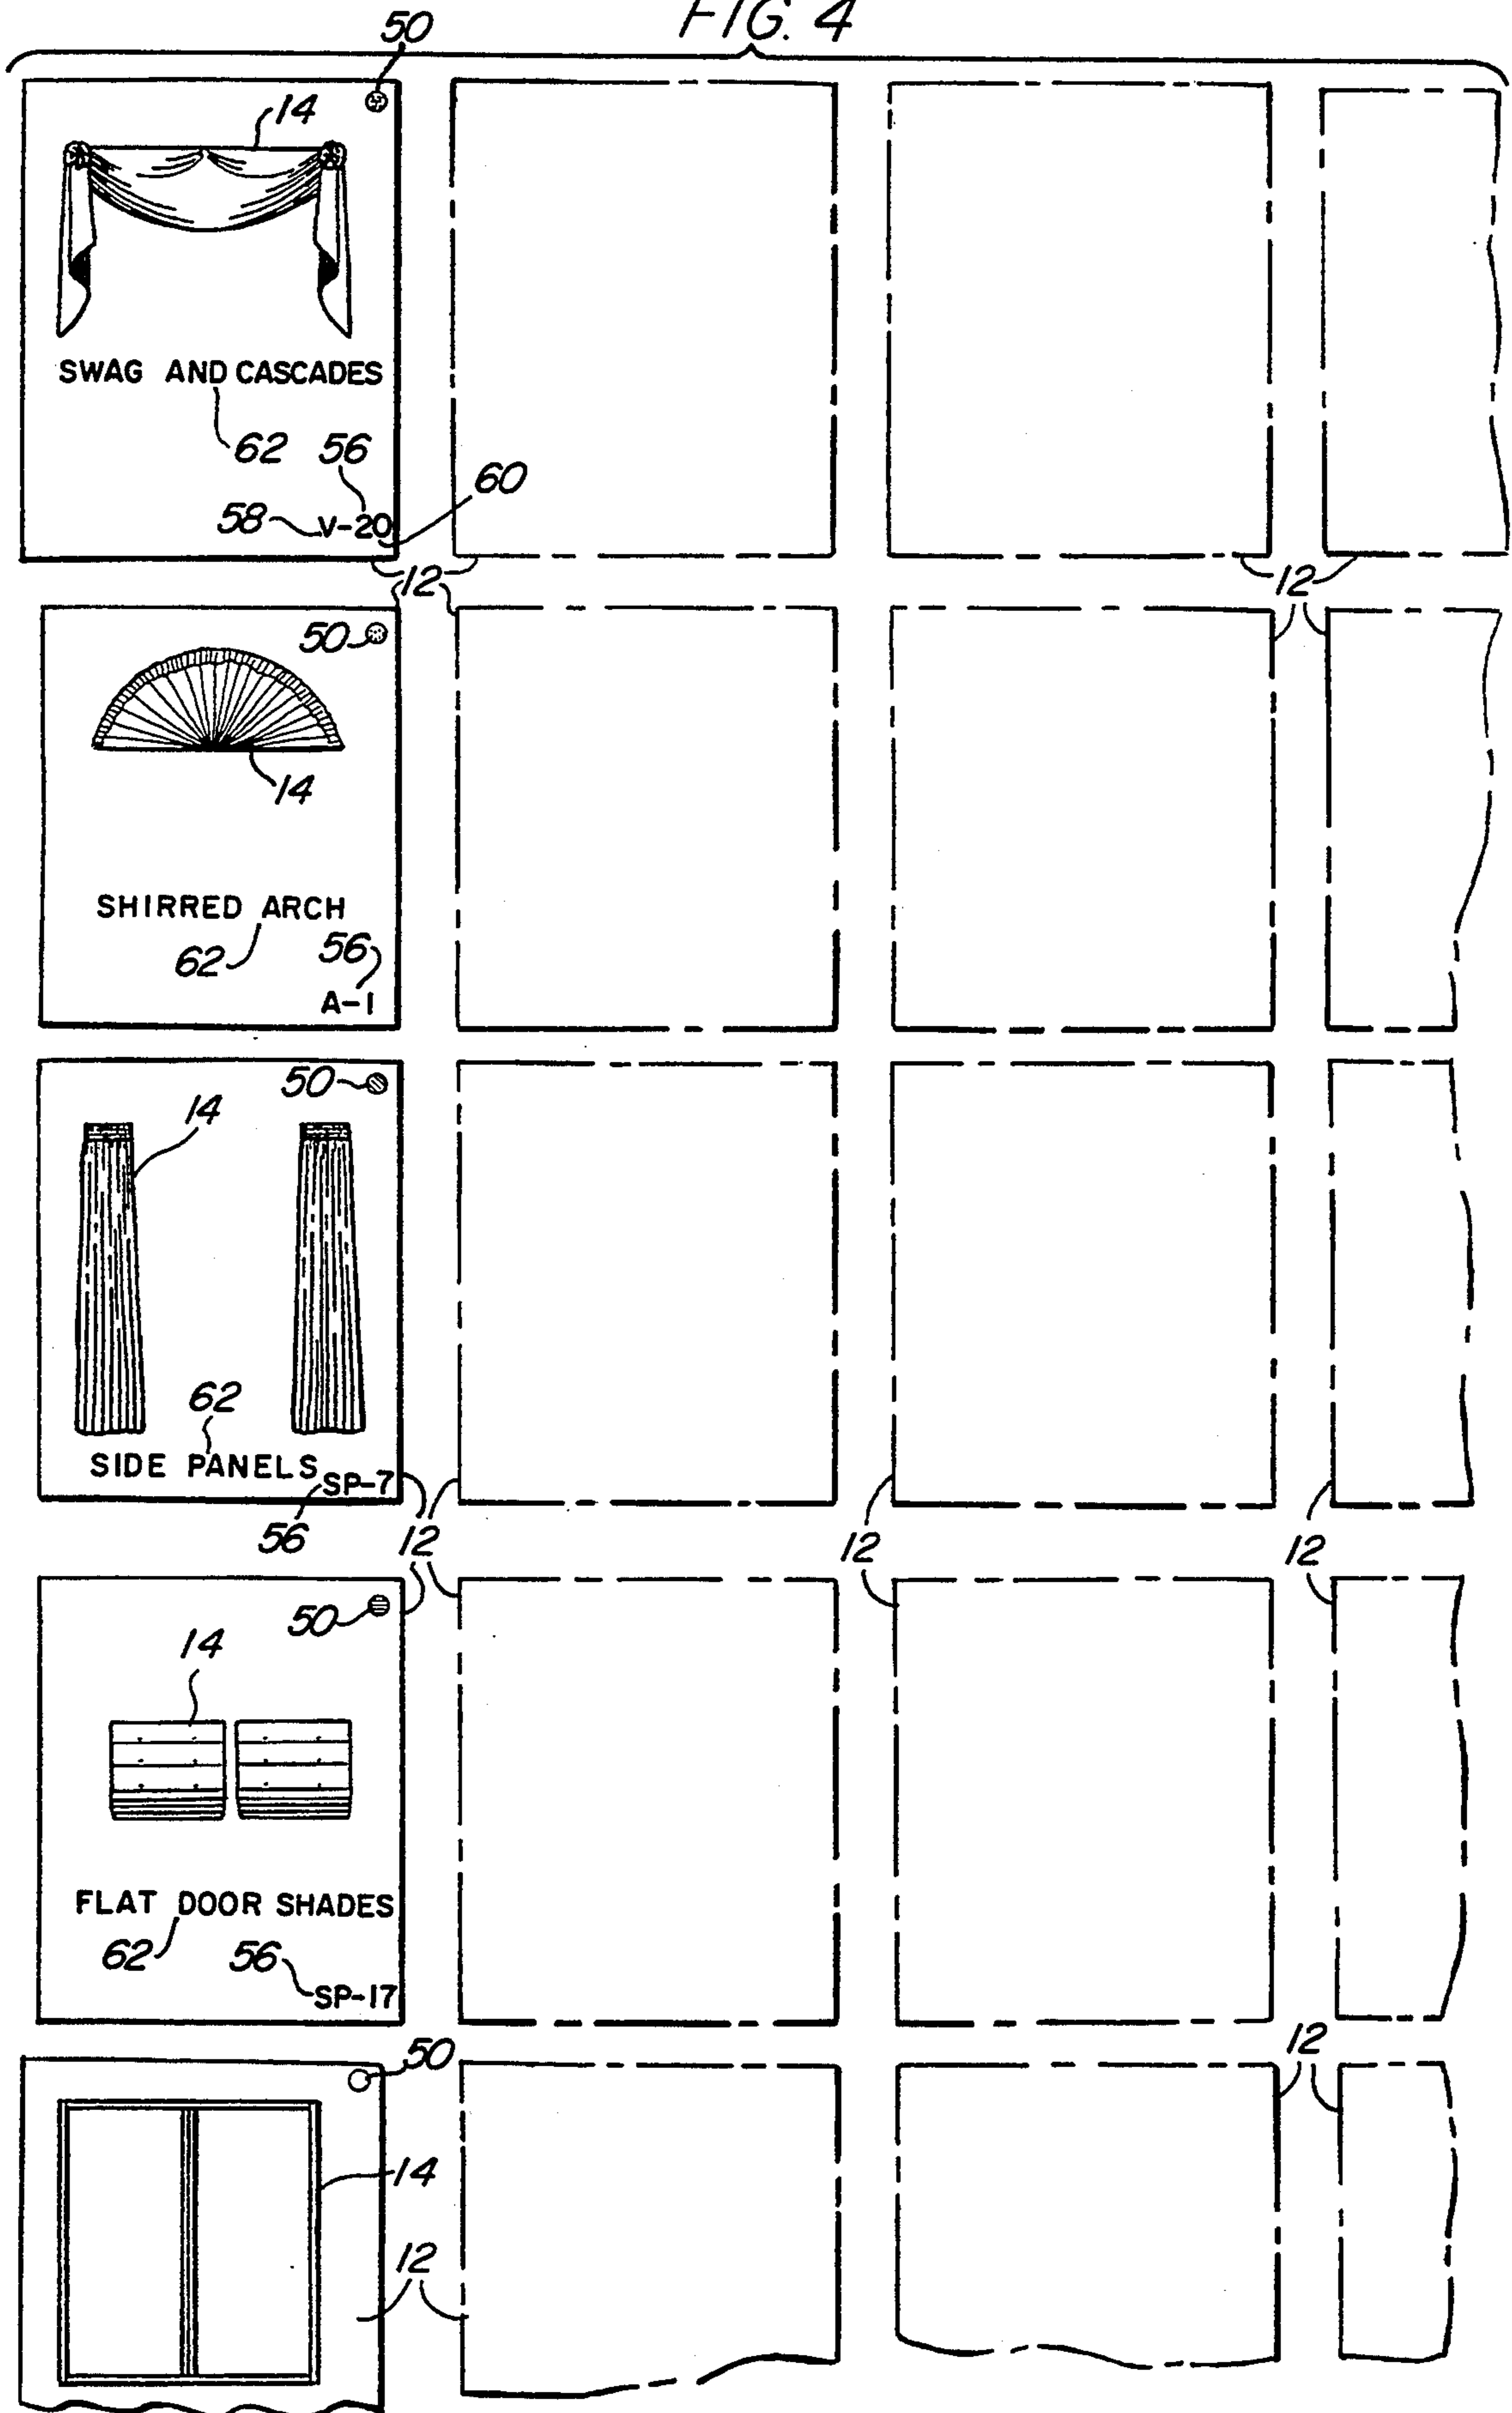 FIG. 4
50
14
SWAG AND CASCADES
62 56
60
58 V-20
12 12
50
14
SHIRRED ARCH
62 56
A-1
50
14
62
SIDE PANELS
SP-7
56 12 12 12
50
14
FLAT DOOR SHADES
62 56
SP-17
50 12
14
12